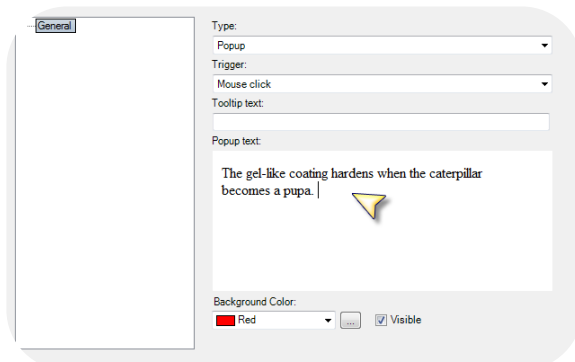 General
Type:
Popup
Trigger:
Mouse click
Tooltip text:
Popup text:
The gel-like coating hardens when the caterpillar
becomes a pupa.
Background Color:
Red ... Visible